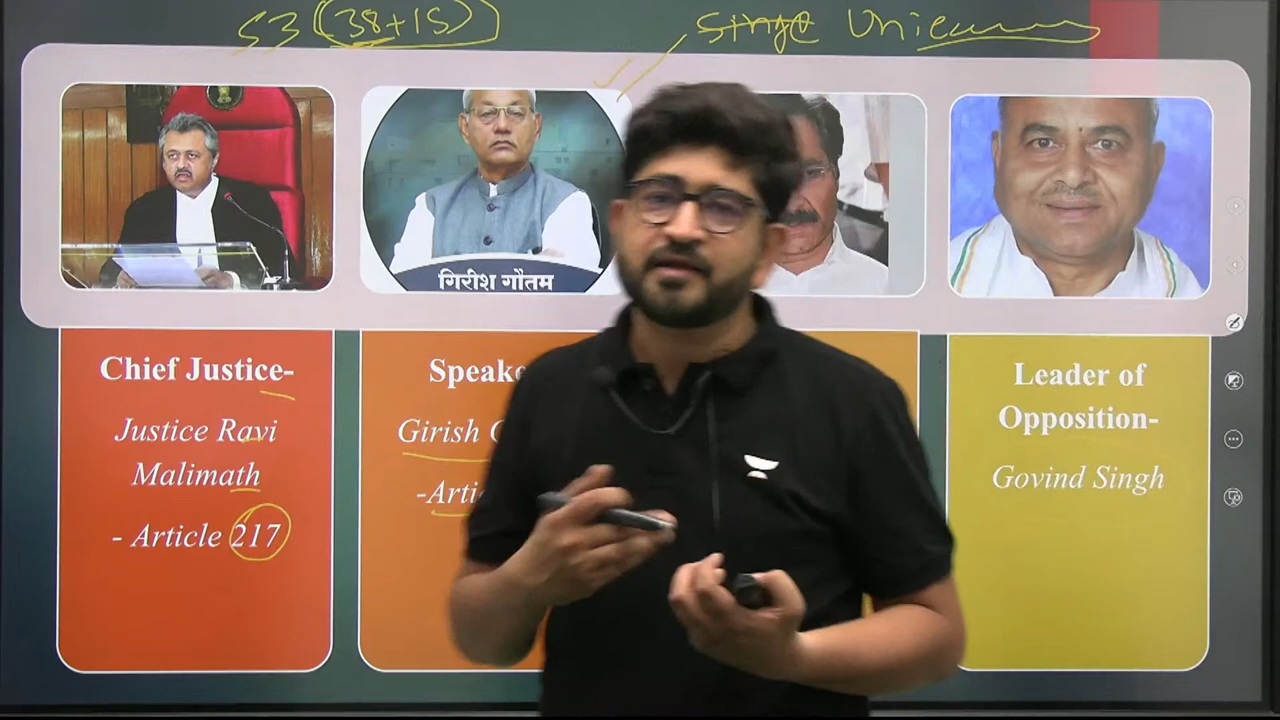 53 (38+15)
Unicam
गिरीश गौतम
Chief Justice-
Justice Ravi
Malimath
- Article 217
Speake
Girish
-Arti
Leader of
Opposition-
Govind Singh